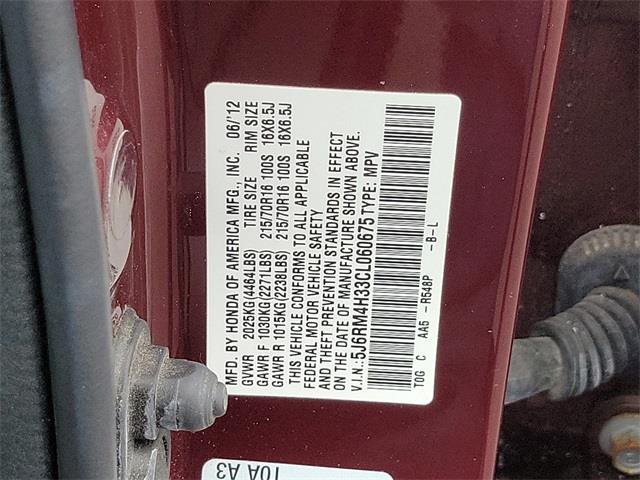 MFD. BY HONDA OF AMERICA MFG., INC. 06/'12
GVWR 2025KG(4464LBS) TIRE SIZE RIM SIZE
GAWR F 1030KG(2271LBS) 215/70R16 100S 16X6.5J
GAWR R 1015KG(2238LBS) 215/70R16 100S 16X6.5J
THIS VEHICLE CONFORMS TO ALL APPLICABLE
FEDERAL MOTOR VEHICLE SAFETY
AND THEFT PREVENTION STANDARDS IN EFFECT
ON THE DATE OF MANUFACTURE SHOWN ABOVE.
V.I.N.:5J6RM4H33CL060675 TYPE: MPV
TOG C AA5 -R548P -B-L
TOA A3